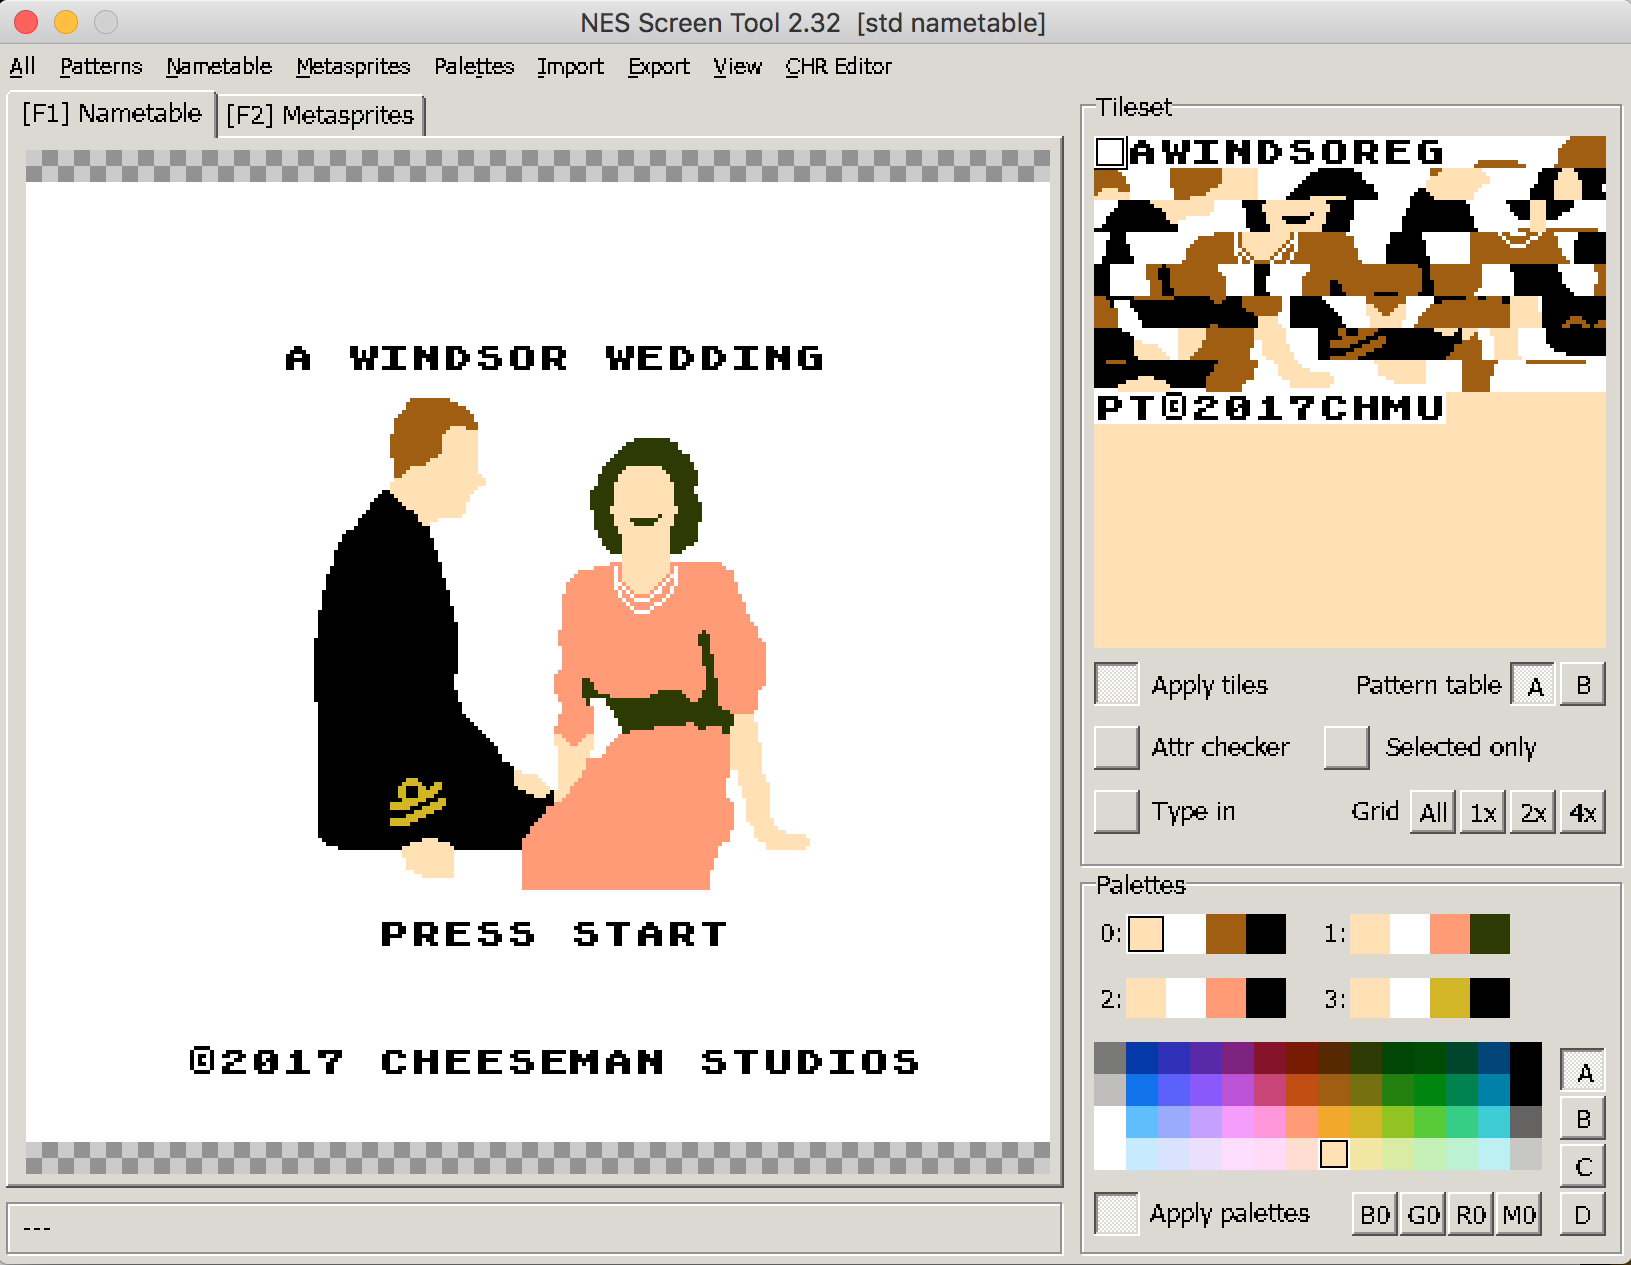 NES Screen Tool 2.32 [std nametable]
All Patterns Nametable Metasprites Palettes Import Export View CHR Editor
[F1] Nametable [F2] Metasprites
A WINDSOR WEDDING
PRESS START
©2017 CHEESEMAN STUDIOS
---
Tileset
AWINDSOREG
PT©2017CHMU
Apply tiles Pattern table A B
Attr checker Selected only
Type in Grid All 1x 2x 4x
Palettes
0: 1:
2: 3:
A
B
C
Apply palettes B0 G0 R0 M0 D